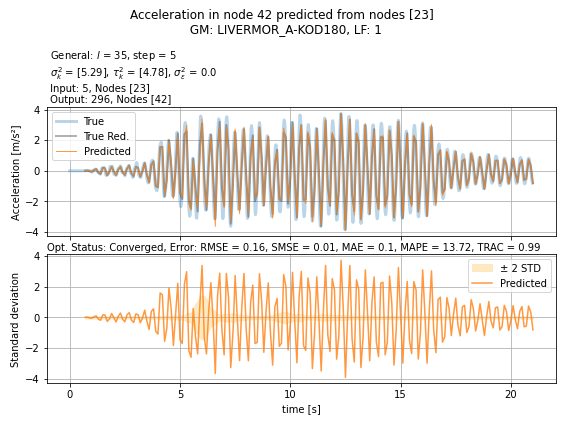 Acceleration in node 42 predicted from nodes [23]
GM: LIVERMOR_A-KOD180, LF: 1
General: l = 35, step = 5
σ²ₖ = [5.29], τ²ₖ = [4.78], σ²ε = 0.0
Input: 5, Nodes [23]
Output: 296, Nodes [42]
True
True Red.
Predicted
Acceleration [m/s²]
4
2
0
−2
−4
Opt. Status: Converged, Error: RMSE = 0.16, SMSE = 0.01, MAE = 0.1, MAPE = 13.72, TRAC = 0.99
± 2 STD
Predicted
Standard deviation
4
2
0
−2
−4
0 5 10 15 20
time [s]